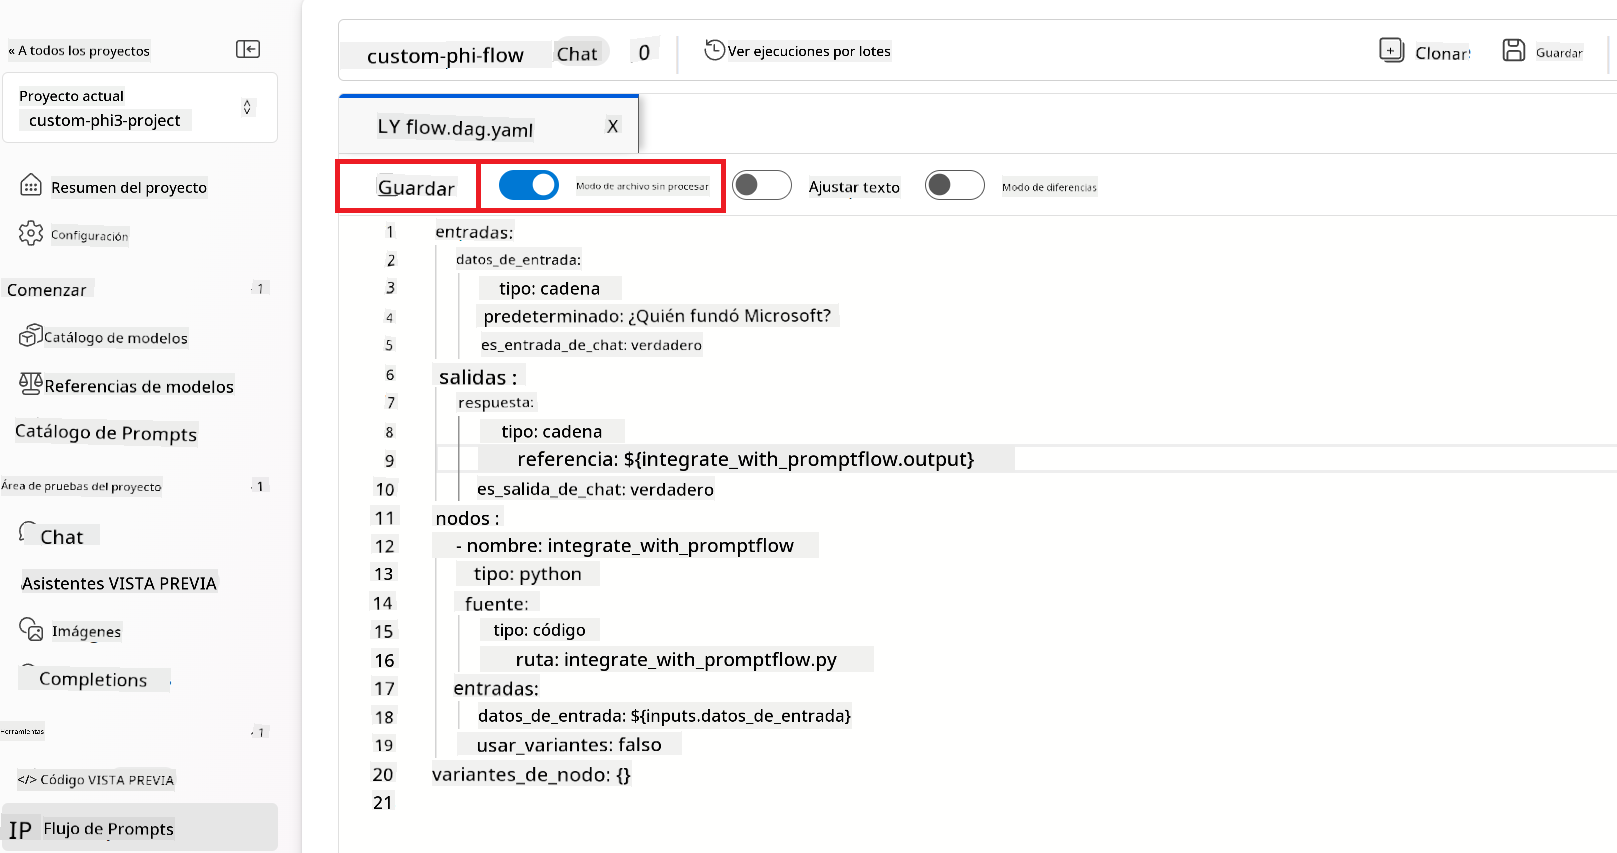 « A todos los proyectos
Proyecto actual
custom-phi3-project
Resumen del proyecto
Configuración
Comenzar
1
Catálogo de modelos
Referencias de modelos
Catálogo de Prompts
Área de pruebas del proyecto
1
Chat
Asistentes VISTA PREVIA
Imágenes
Completions
Herramientas
1
</> Código VISTA PREVIA
IP Flujo de Prompts
custom-phi-flow Chat 0 Ver ejecuciones por lotes Clonar Guardar
LY flow.dag.yaml X
Guardar Modo de archivo sin procesar Ajustar texto Modo de diferencias
1 entradas:
2 datos_de_entrada:
3 tipo: cadena
4 predeterminado: ¿Quién fundó Microsoft?
5 es_entrada_de_chat: verdadero
6 salidas :
7 respuesta:
8 tipo: cadena
9 referencia: ${integrate_with_promptflow.output}
10 es_salida_de_chat: verdadero
11 nodos :
12 - nombre: integrate_with_promptflow
13 tipo: python
14 fuente:
15 tipo: código
16 ruta: integrate_with_promptflow.py
17 entradas:
18 datos_de_entrada: ${inputs.datos_de_entrada}
19 usar_variantes: falso
20 variantes_de_nodo: {}
21